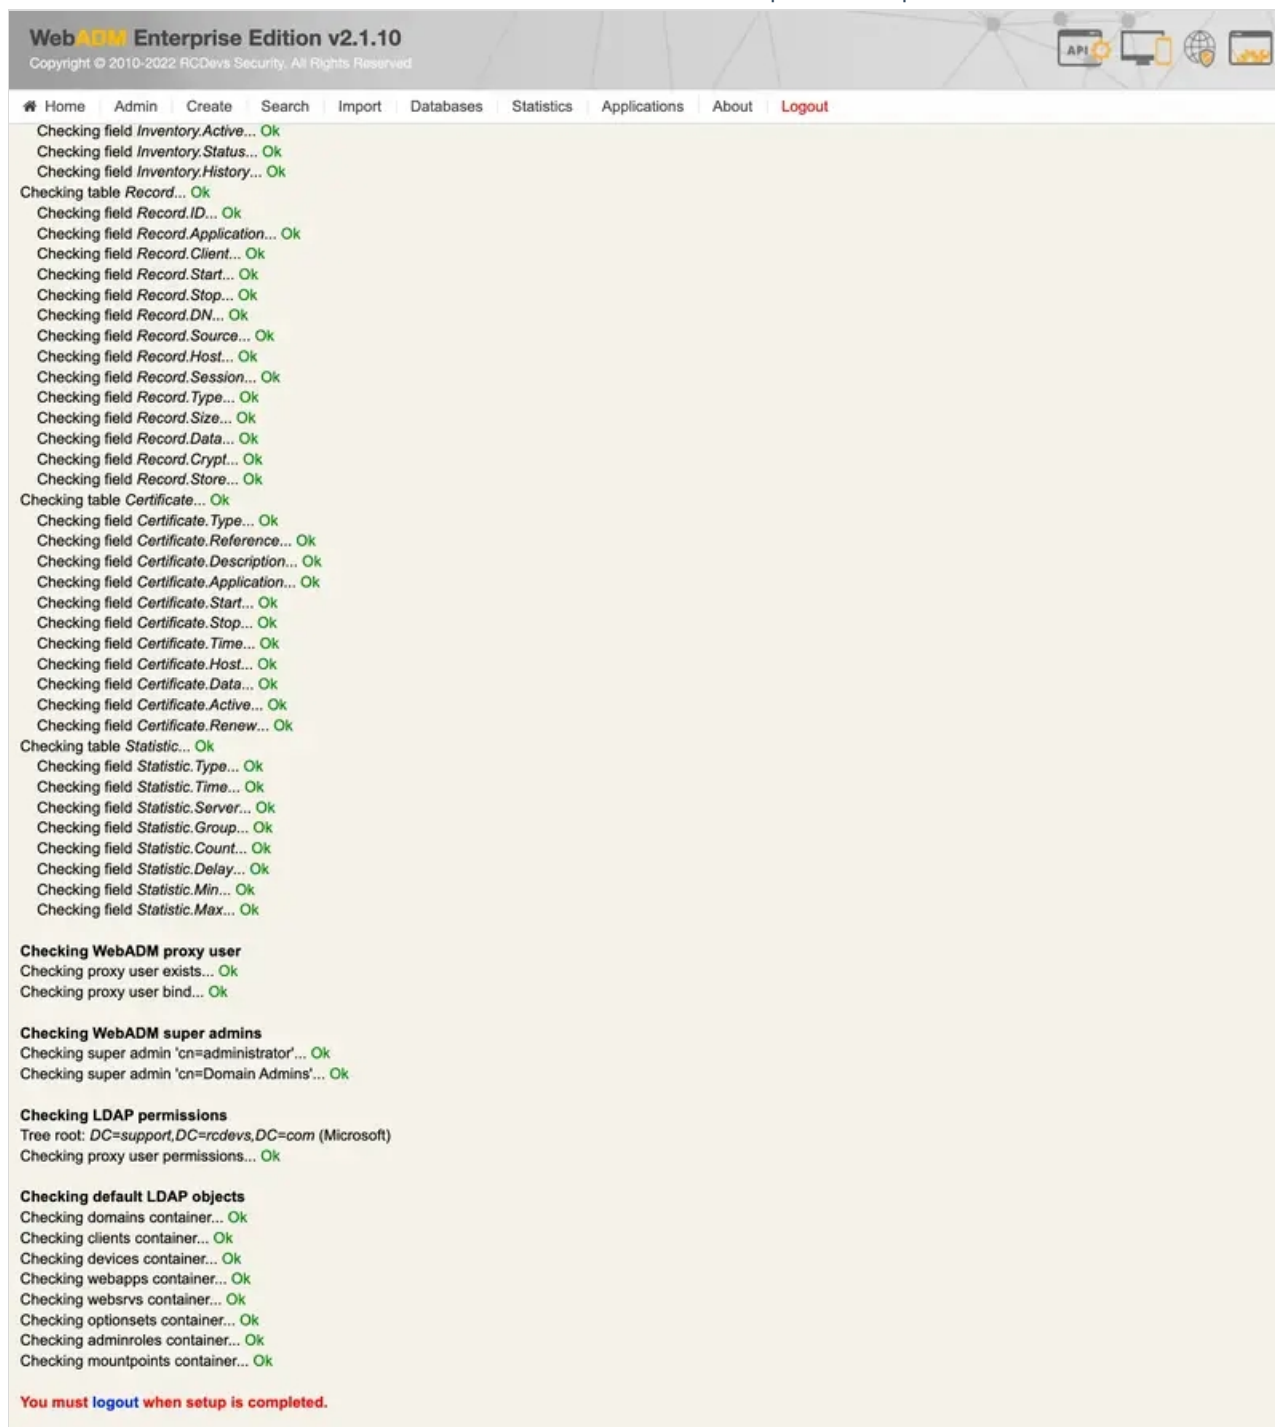 WebADM Enterprise Edition v2.1.10
Copyright © 2010-2022 RCDevs Security, All Rights Reserved
API
Home Admin Create Search Import Databases Statistics Applications About Logout
Checking field Inventory.Active... Ok
Checking field Inventory.Status... Ok
Checking field Inventory.History... Ok
Checking table Record... Ok
Checking field Record.ID... Ok
Checking field Record.Application... Ok
Checking field Record.Client... Ok
Checking field Record.Start... Ok
Checking field Record.Stop... Ok
Checking field Record.DN... Ok
Checking field Record.Source... Ok
Checking field Record.Host... Ok
Checking field Record.Session... Ok
Checking field Record.Type... Ok
Checking field Record.Size... Ok
Checking field Record.Data... Ok
Checking field Record.Crypt... Ok
Checking field Record.Store... Ok
Checking table Certificate... Ok
Checking field Certificate.Type... Ok
Checking field Certificate.Reference... Ok
Checking field Certificate.Description... Ok
Checking field Certificate.Application... Ok
Checking field Certificate.Start... Ok
Checking field Certificate.Stop... Ok
Checking field Certificate.Time... Ok
Checking field Certificate.Host... Ok
Checking field Certificate.Data... Ok
Checking field Certificate.Active... Ok
Checking field Certificate.Renew... Ok
Checking table Statistic... Ok
Checking field Statistic.Type... Ok
Checking field Statistic.Time... Ok
Checking field Statistic.Server... Ok
Checking field Statistic.Group... Ok
Checking field Statistic.Count... Ok
Checking field Statistic.Delay... Ok
Checking field Statistic.Min... Ok
Checking field Statistic.Max... Ok
Checking WebADM proxy user
Checking proxy user exists... Ok
Checking proxy user bind... Ok
Checking WebADM super admins
Checking super admin 'cn=administrator'... Ok
Checking super admin 'cn=Domain Admins'... Ok
Checking LDAP permissions
Tree root: DC=support,DC=rcdevs,DC=com (Microsoft)
Checking proxy user permissions... Ok
Checking default LDAP objects
Checking domains container... Ok
Checking clients container... Ok
Checking devices container... Ok
Checking webapps container... Ok
Checking websrvs container... Ok
Checking optionsets container... Ok
Checking adminroles container... Ok
Checking mountpoints container... Ok
You must logout when setup is completed.